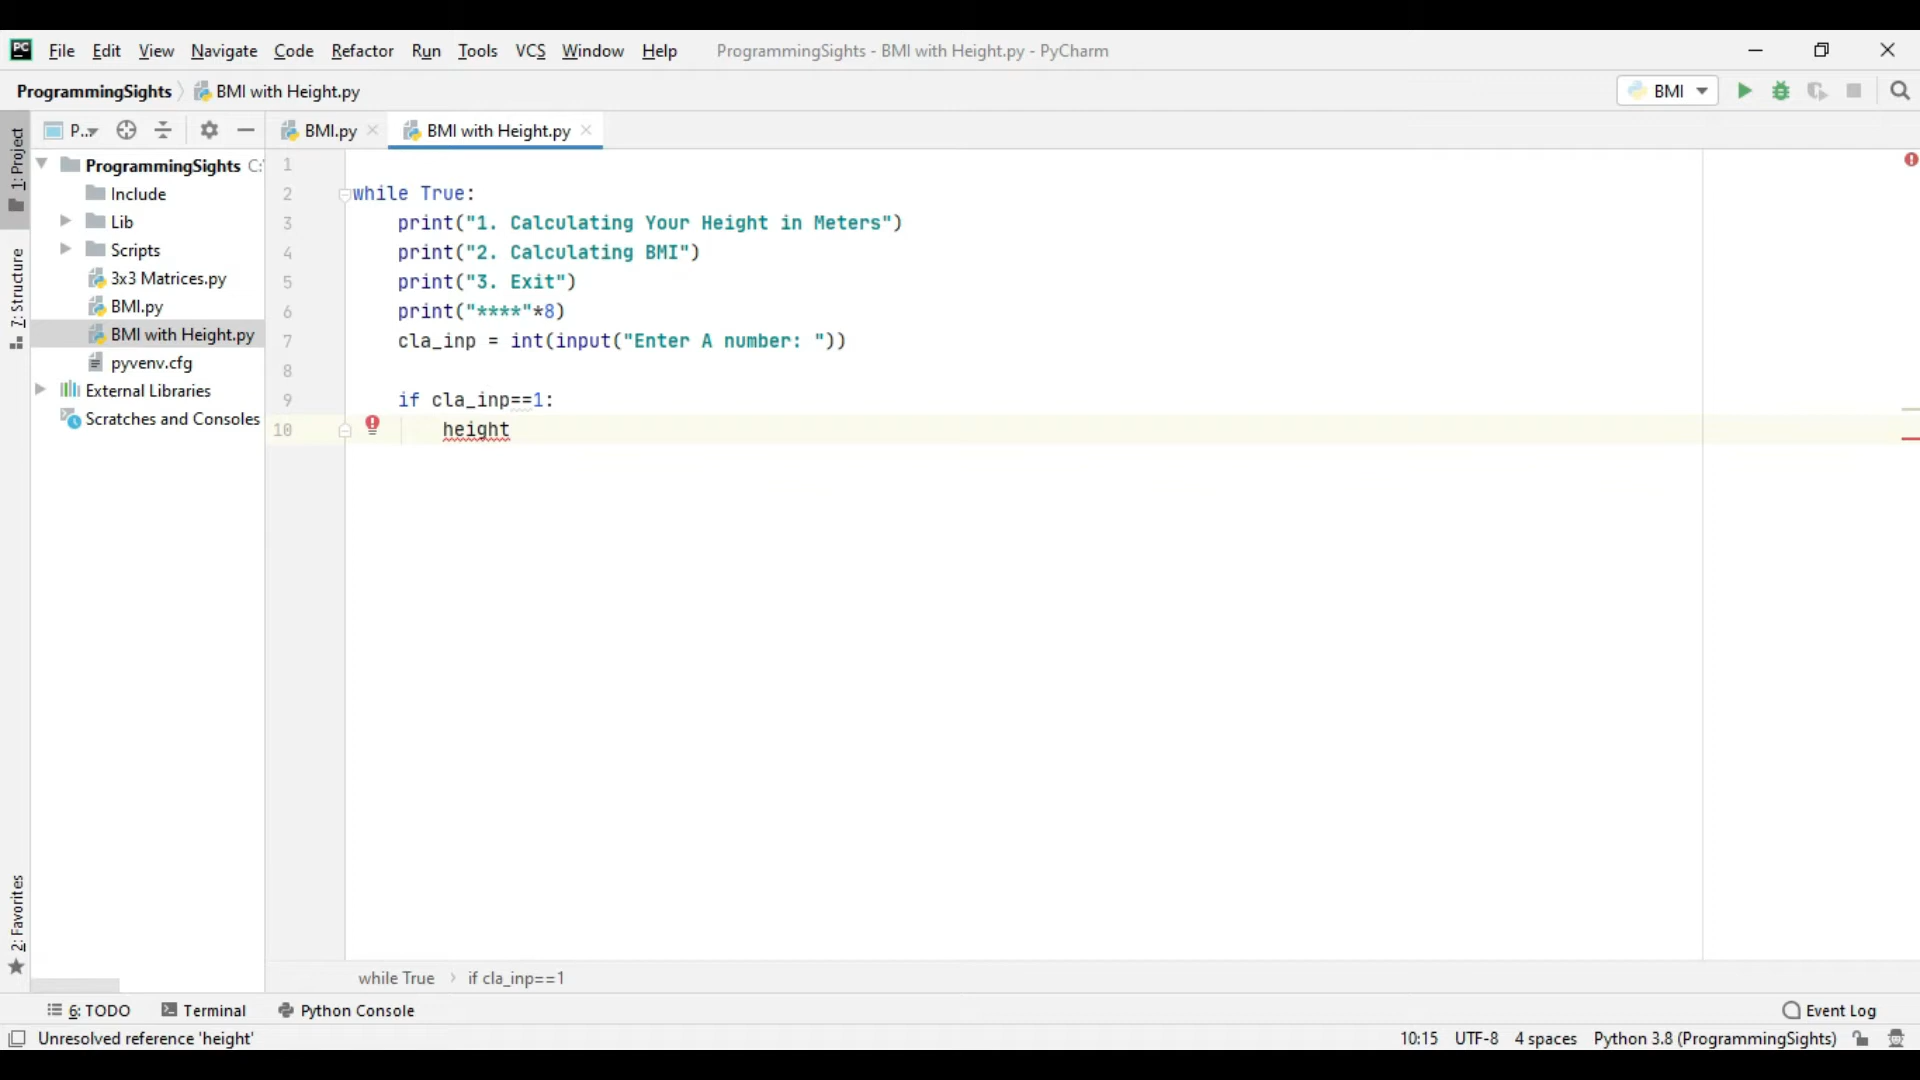 PC File Edit View Navigate Code Refactor Run Tools VCS Window Help ProgrammingSights - BMI with Height.py - PyCharm
ProgrammingSights BMI with Height.py BMI
P.. BMI.py BMI with Height.py
1: Project
7: Structure
2: Favorites
ProgrammingSights C:\
Include
Lib
Scripts
3x3 Matrices.py
BMI.py
BMI with Height.py
pyvenv.cfg
External Libraries
Scratches and Consoles
1
2 while True:
3 print("1. Calculating Your Height in Meters")
4 print("2. Calculating BMI")
5 print("3. Exit")
6 print("****"*8)
7 cla_inp = int(input("Enter A number: "))
8
9 if cla_inp==1:
10 height
while True › if cla_inp==1
6: TODO Terminal Python Console Event Log
Unresolved reference 'height' 10:15 UTF-8 4 spaces Python 3.8 (ProgrammingSights)